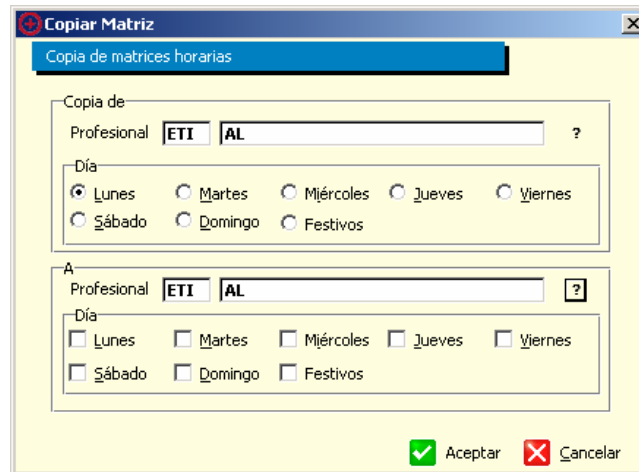 Copiar Matriz
Copia de matrices horarias
Copia de
Profesional ETI AL ?
Día
Lunes Martes Miércoles Jueves Viernes
Sábado Domingo Festivos
A
Profesional ETI AL ?
Día
Lunes Martes Miércoles Jueves Viernes
Sábado Domingo Festivos
Aceptar Cancelar